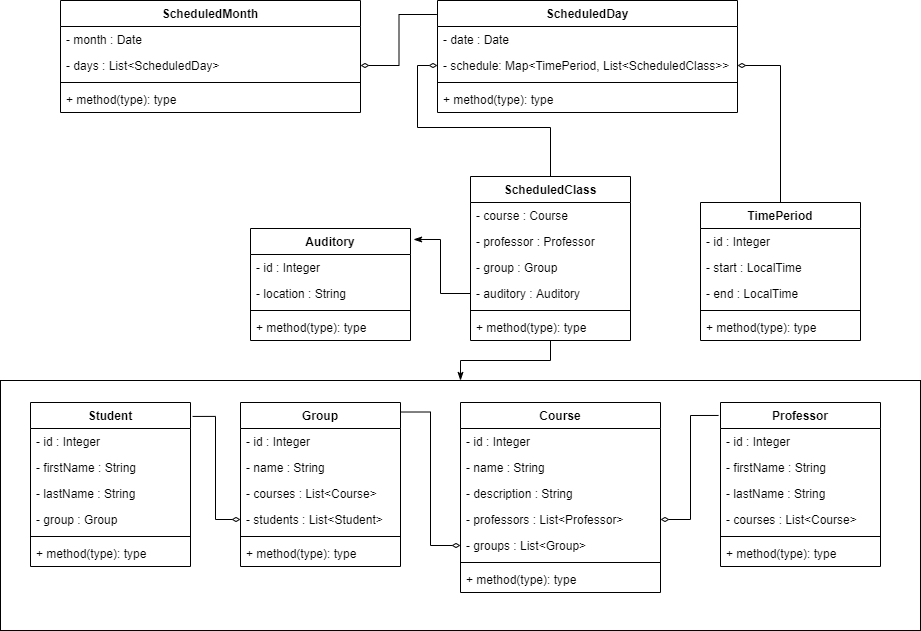 ScheduledMonth
- month : Date
- days : List<ScheduledDay>
+ method(type): type
ScheduledDay
- date : Date
- schedule: Map<TimePeriod, List<ScheduledClass>>
+ method(type): type
ScheduledClass
- course : Course
- professor : Professor
- group : Group
- auditory : Auditory
+ method(type): type
TimePeriod
- id : Integer
- start : LocalTime
- end : LocalTime
+ method(type): type
Auditory
- id : Integer
- location : String
+ method(type): type
Student
- id : Integer
- firstName : String
- lastName : String
- group : Group
+ method(type): type
Group
- id : Integer
- name : String
- courses : List<Course>
- students : List<Student>
+ method(type): type
Course
- id : Integer
- name : String
- description : String
- professors : List<Professor>
- groups : List<Group>
+ method(type): type
Professor
- id : Integer
- firstName : String
- lastName : String
- courses : List<Course>
+ method(type): type